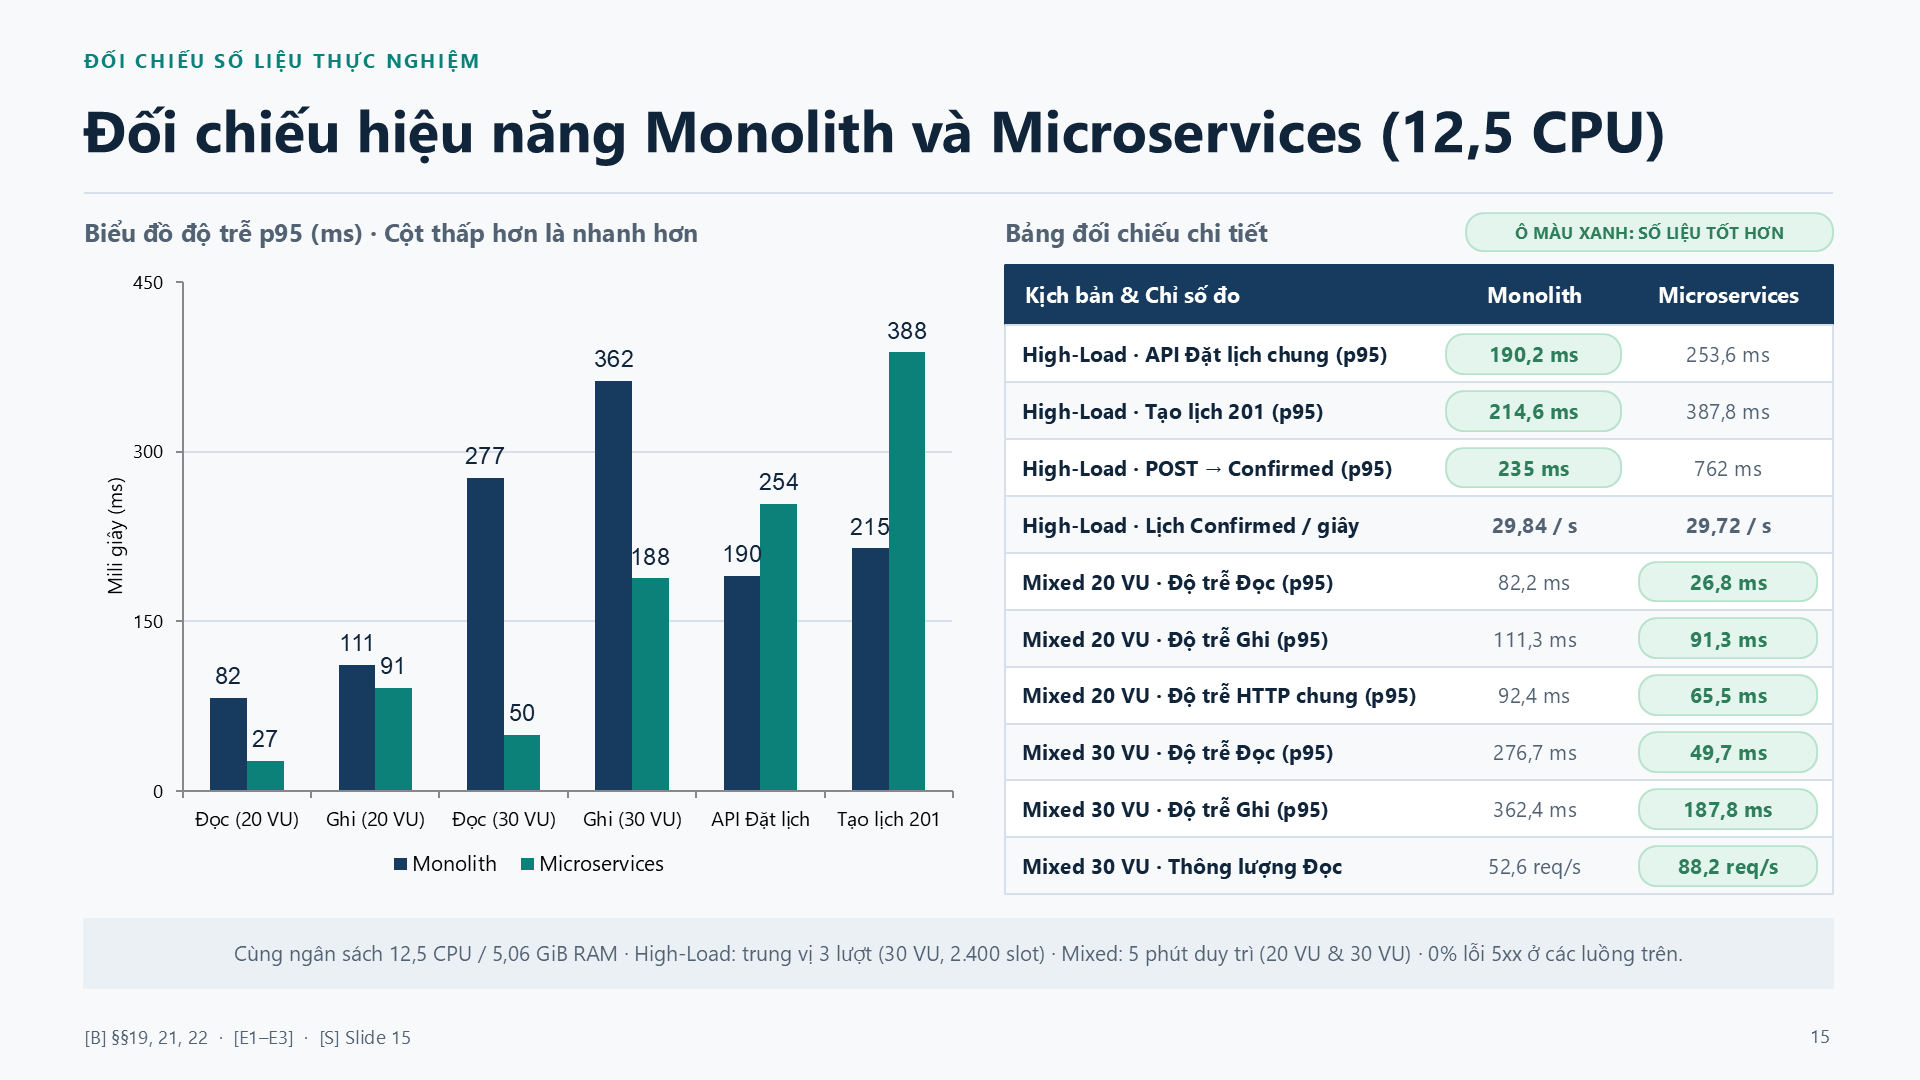 ĐỐI CHIẾU SỐ LIỆU THỰC NGHIỆM
Đối chiếu hiệu năng Monolith và Microservices (12,5 CPU)
Biểu đồ độ trễ p95 (ms) · Cột thấp hơn là nhanh hơn
Mili giây (ms)
450
300
150
0
82
27
111
91
277
50
362
188
190
254
215
388
Đọc (20 VU)
Ghi (20 VU)
Đọc (30 VU)
Ghi (30 VU)
API Đặt lịch
Tạo lịch 201
Monolith
Microservices
Bảng đối chiếu chi tiết
Ô MÀU XANH: SỐ LIỆU TỐT HƠN
Kịch bản & Chỉ số đo Monolith Microservices
High-Load · API Đặt lịch chung (p95) 190,2 ms 253,6 ms
High-Load · Tạo lịch 201 (p95) 214,6 ms 387,8 ms
High-Load · POST → Confirmed (p95) 235 ms 762 ms
High-Load · Lịch Confirmed / giây 29,84 / s 29,72 / s
Mixed 20 VU · Độ trễ Đọc (p95) 82,2 ms 26,8 ms
Mixed 20 VU · Độ trễ Ghi (p95) 111,3 ms 91,3 ms
Mixed 20 VU · Độ trễ HTTP chung (p95) 92,4 ms 65,5 ms
Mixed 30 VU · Độ trễ Đọc (p95) 276,7 ms 49,7 ms
Mixed 30 VU · Độ trễ Ghi (p95) 362,4 ms 187,8 ms
Mixed 30 VU · Thông lượng Đọc 52,6 req/s 88,2 req/s
Cùng ngân sách 12,5 CPU / 5,06 GiB RAM · High-Load: trung vị 3 lượt (30 VU, 2.400 slot) · Mixed: 5 phút duy trì (20 VU & 30 VU) · 0% lỗi 5xx ở các luồng trên.
[B] §§19, 21, 22 · [E1–E3] · [S] Slide 15
15